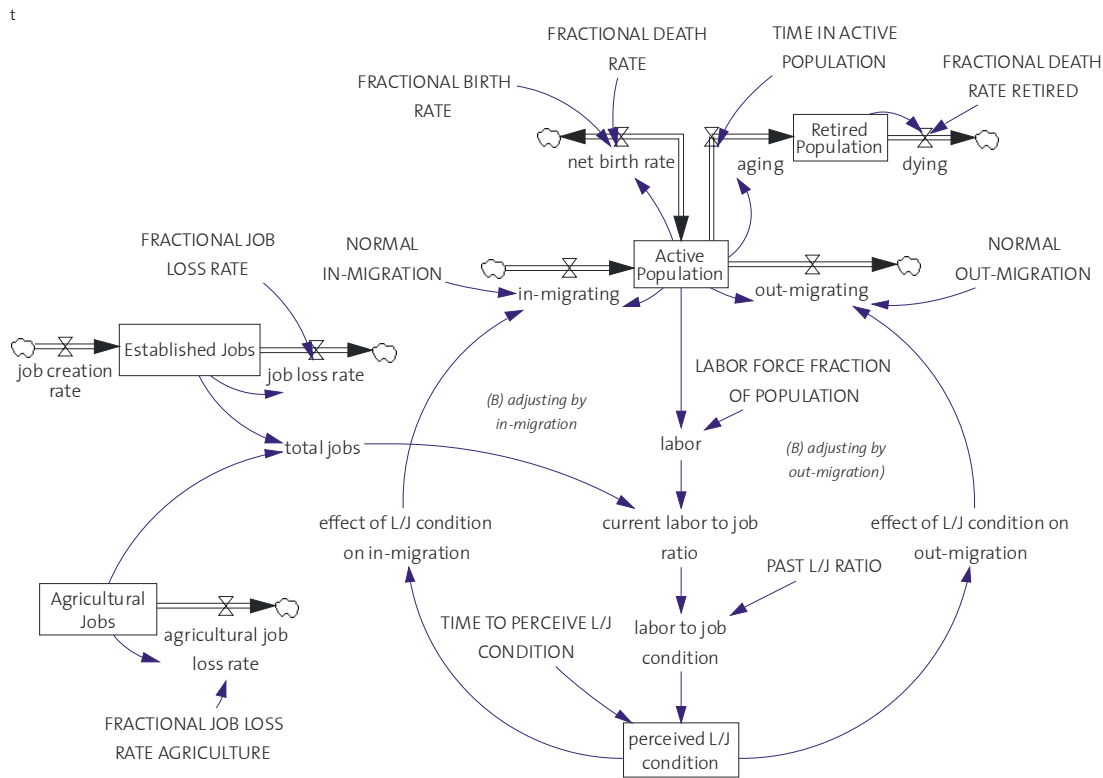 t
FRACTIONAL DEATH
RATE
TIME IN ACTIVE
POPULATION
FRACTIONAL DEATH
RATE RETIRED
FRACTIONAL BIRTH
RATE
Retired
Population
net birth rate
aging
dying
FRACTIONAL JOB
LOSS RATE
NORMAL
IN-MIGRATION
Active
Population
NORMAL
OUT-MIGRATION
in-migrating
out-migrating
Established Jobs
job creation
rate
job loss rate
LABOR FORCE FRACTION
OF POPULATION
(B) adjusting by
in-migration
total jobs
labor
(B) adjusting by
out-migration)
effect of L/J condition
on in-migration
current labor to job
ratio
effect of L/J condition on
out-migration
PAST L/J RATIO
Agricultural
Jobs
agricultural job
loss rate
TIME TO PERCEIVE L/J
CONDITION
labor to job
condition
FRACTIONAL JOB LOSS
RATE AGRICULTURE
perceived L/J
condition